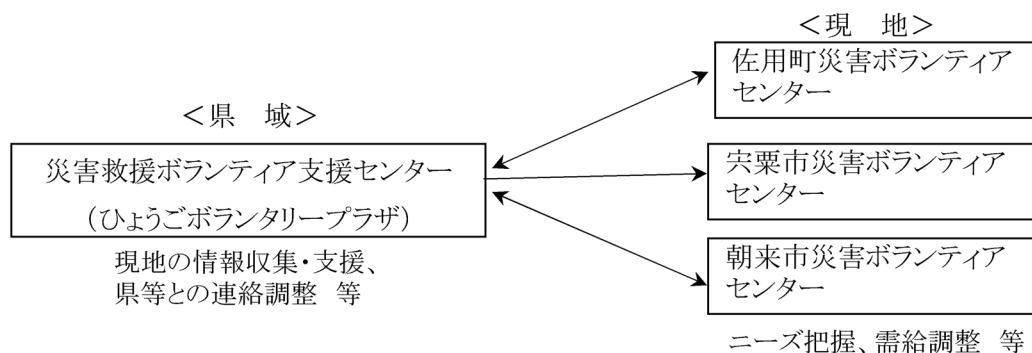 ＜県　域＞
災害救援ボランティア支援センター
（ひょうごボランタリープラザ）
現地の情報収集・支援、
県等との連絡調整　等
＜現　地＞
佐用町災害ボランティア
センター
宍粟市災害ボランティア
センター
朝来市災害ボランティア
センター
ニーズ把握、需給調整　等